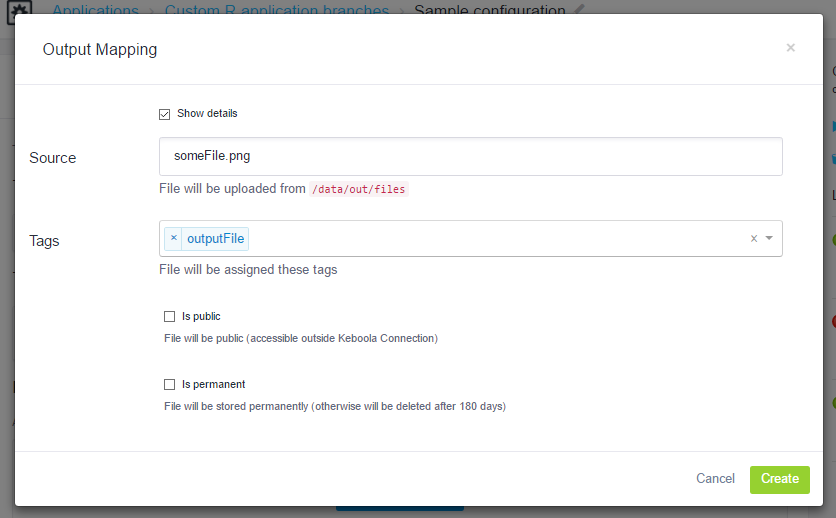 Applications > Custom R application branches > Sample configuration
Output Mapping
×
Show details
Source
someFile.png
File will be uploaded from /data/out/files
Tags
× outputFile
×
File will be assigned these tags
Is public
File will be public (accessible outside Keboola Connection)
Is permanent
File will be stored permanently (otherwise will be deleted after 180 days)
Cancel
Create